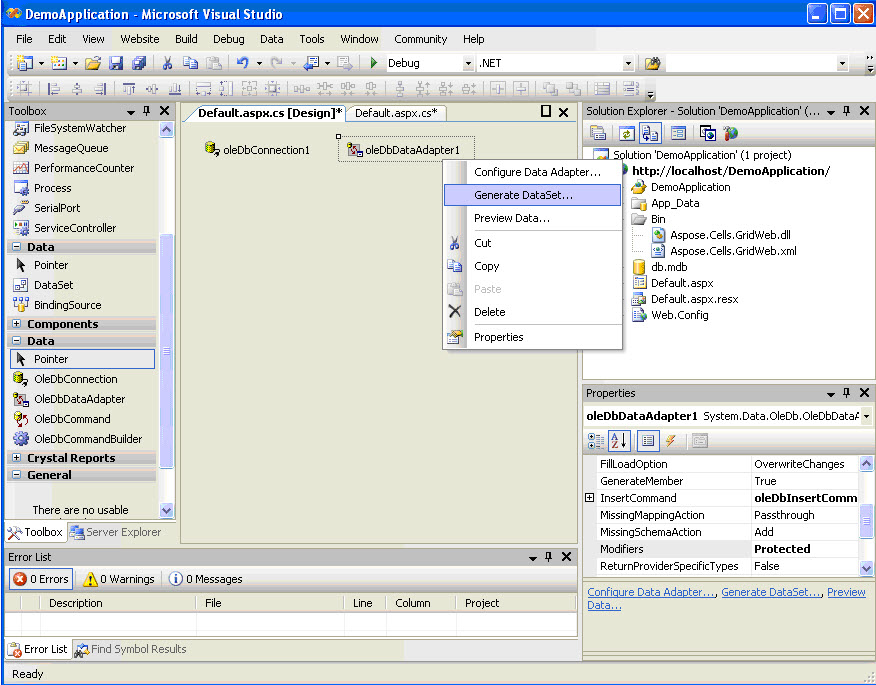 DemoApplication - Microsoft Visual Studio
File Edit View Website Build Debug Data Tools Window Community Help
Debug .NET
Toolbox
FileSystemWatcher
MessageQueue
PerformanceCounter
Process
SerialPort
ServiceController
Data
Pointer
DataSet
BindingSource
Components
Data
Pointer
OleDbConnection
OleDbDataAdapter
OleDbCommand
OleDbCommandBuilder
Crystal Reports
General
There are no usable
Toolbox Server Explorer
Default.aspx.cs [Design]* Default.aspx.cs*
oleDbConnection1 oleDbDataAdapter1
Configure Data Adapter...
Generate DataSet...
Preview Data...
Cut
Copy
Paste
Delete
Properties
Solution Explorer - Solution 'DemoApplication' (...
Solution 'DemoApplication' (1 project)
http://localhost/DemoApplication/
DemoApplication
App_Data
Bin
Aspose.Cells.GridWeb.dll
Aspose.Cells.GridWeb.xml
db.mdb
Default.aspx
Default.aspx.resx
Web.Config
Properties
oleDbDataAdapter1 System.Data.OleDb.OleDbDataA
FillLoadOption OverwriteChanges
GenerateMember True
InsertCommand oleDbInsertComm
MissingMappingAction Passthrough
MissingSchemaAction Add
Modifiers Protected
ReturnProviderSpecificTypes False
Configure Data Adapter..., Generate DataSet..., Preview
Data...
Error List
0 Errors 0 Warnings 0 Messages
Description File Line Column Project
Error List Find Symbol Results
Ready